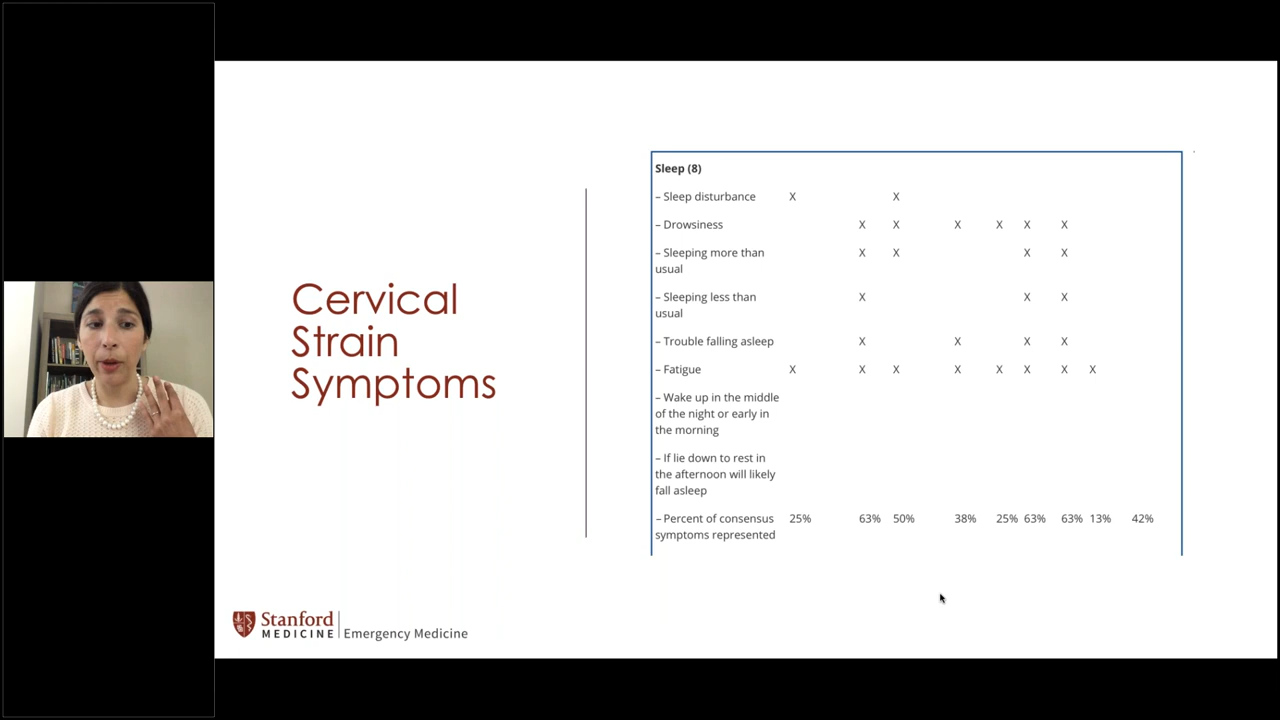 Cervical
Strain
Symptoms
Sleep (8)
– Sleep disturbance X X
– Drowsiness X X X X X X
– Sleeping more than X X X X
usual
– Sleeping less than X X X
usual
– Trouble falling asleep X X X X
– Fatigue X X X X X X X X
– Wake up in the middle
of the night or early in
the morning
– If lie down to rest in
the afternoon will likely
fall asleep
– Percent of consensus 25% 63% 50% 38% 25% 63% 63% 13% 42%
symptoms represented
Stanford
MEDICINE
Emergency Medicine